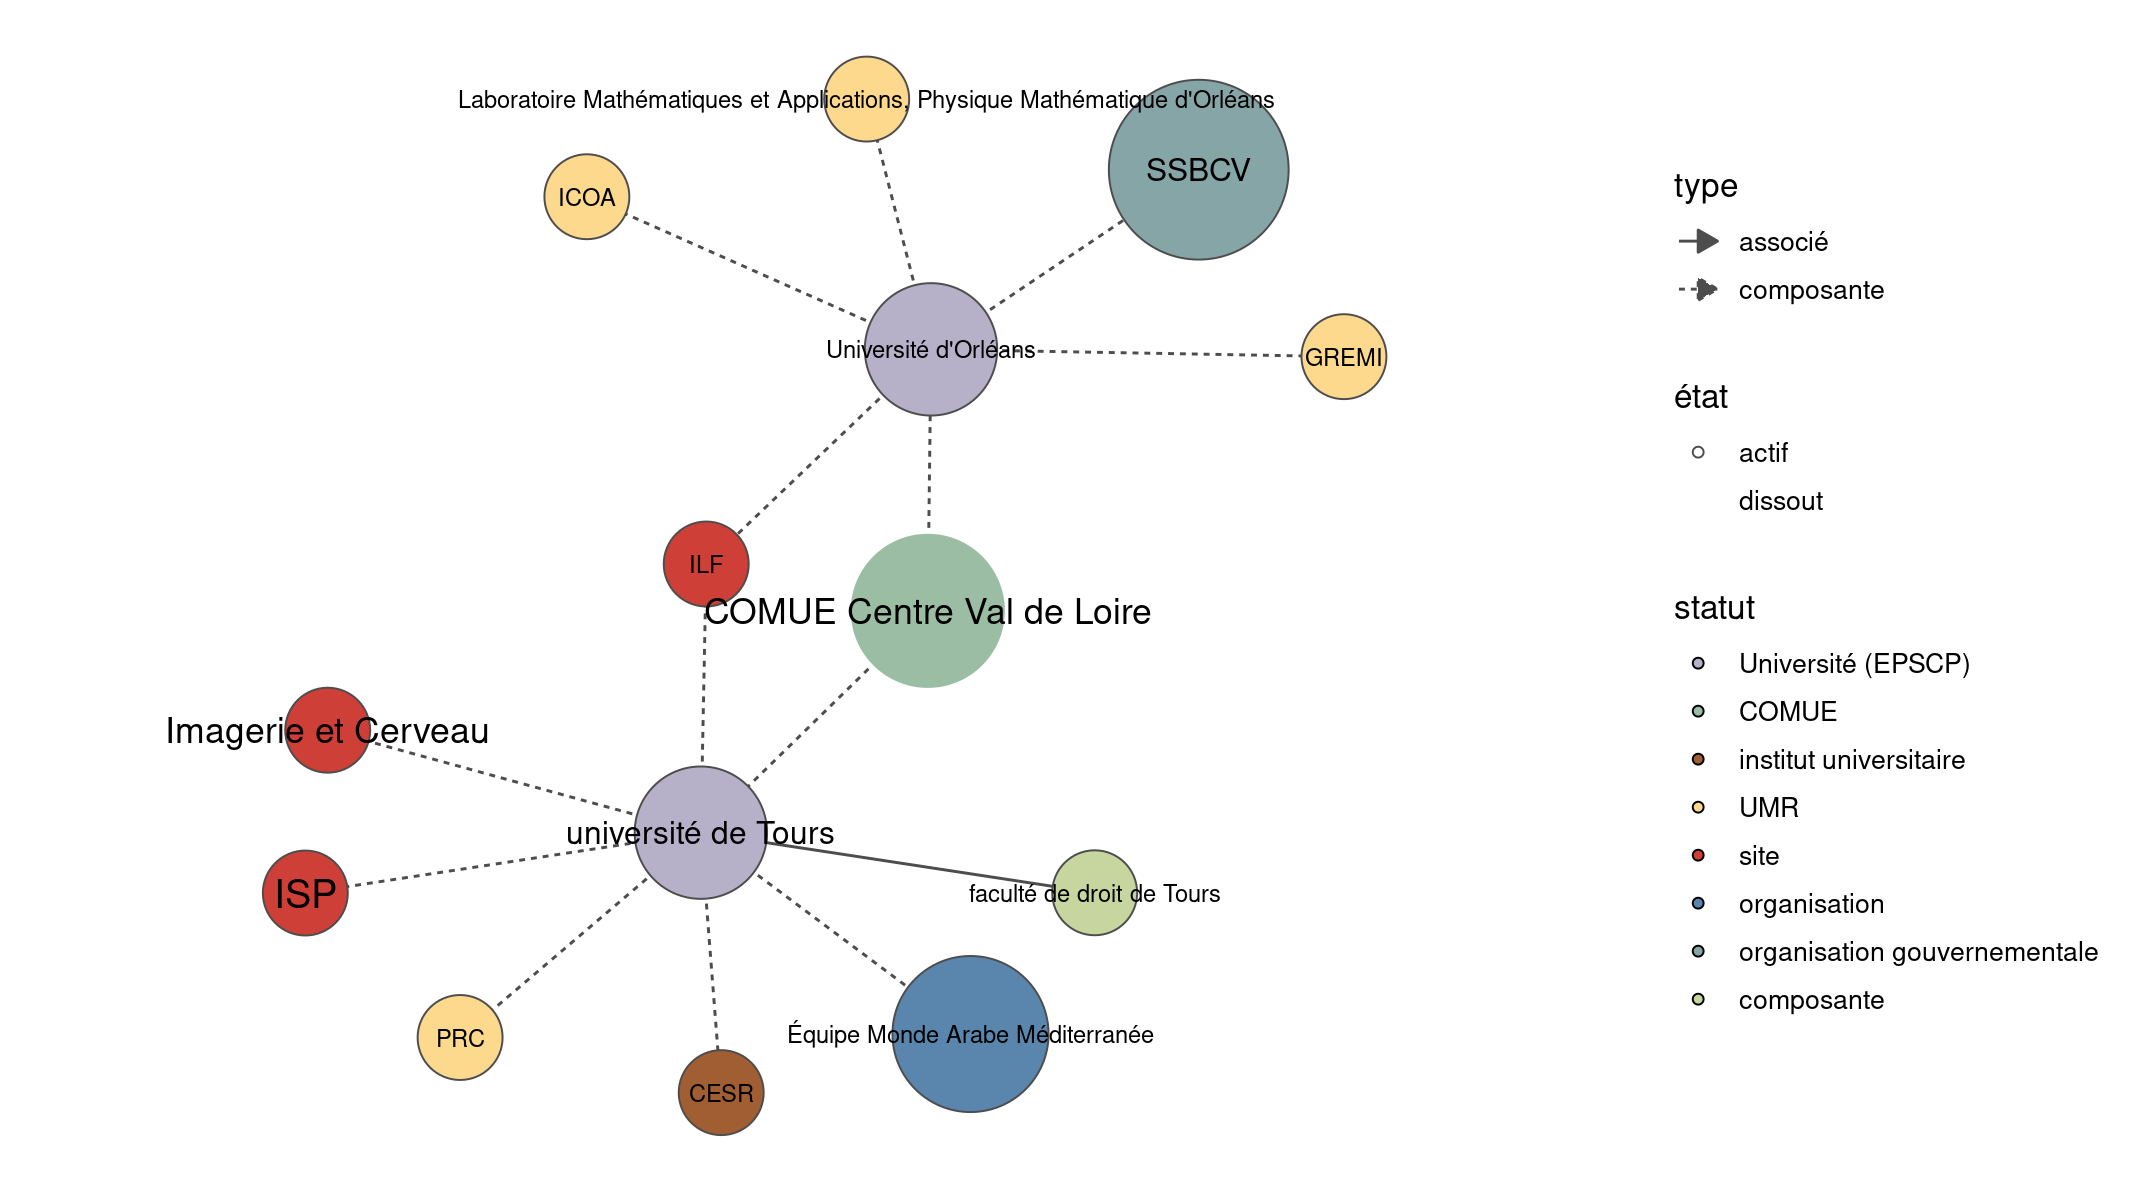 Laboratoire Mathématiques et Applications, Physique Mathématique d'Orléans
SSBCV
ICOA
Université d'Orléans
GREMI
ILF
COMUE Centre Val de Loire
Imagerie et Cerveau
université de Tours
ISP
faculté de droit de Tours
PRC
Équipe Monde Arabe Méditerranée
CESR
type
associé
composante
état
actif
dissout
statut
Université (EPSCP)
COMUE
institut universitaire
UMR
site
organisation
organisation gouvernementale
composante